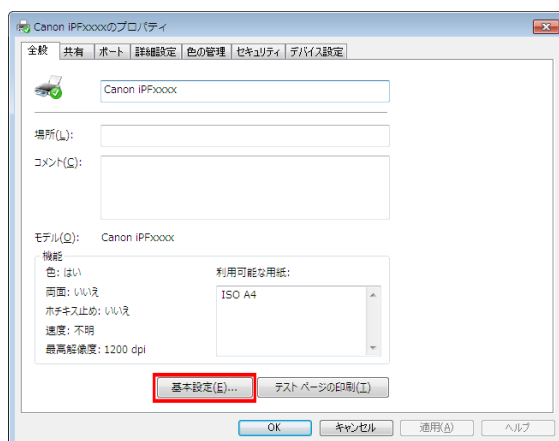 Canon iPFxxxxのプロパティ
全般 共有 ポート 詳細設定 色の管理 セキュリティ デバイス設定
Canon iPFxxxx
場所(L):
コメント(C):
モデル(O): Canon iPFxxxx
機能
色: はい 利用可能な用紙:
両面: いいえ ISO A4
ホチキス止め: いいえ
速度: 不明
最高解像度: 1200 dpi
基本設定(E)... テスト ページの印刷(T)
OK キャンセル 適用(A) ヘルプ